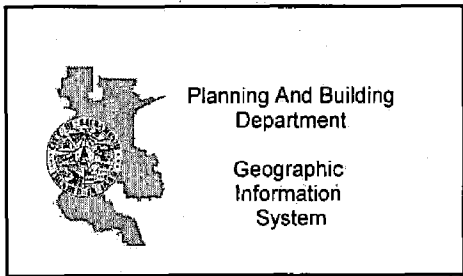 Planning And Building
Department
Geographic
Information
System